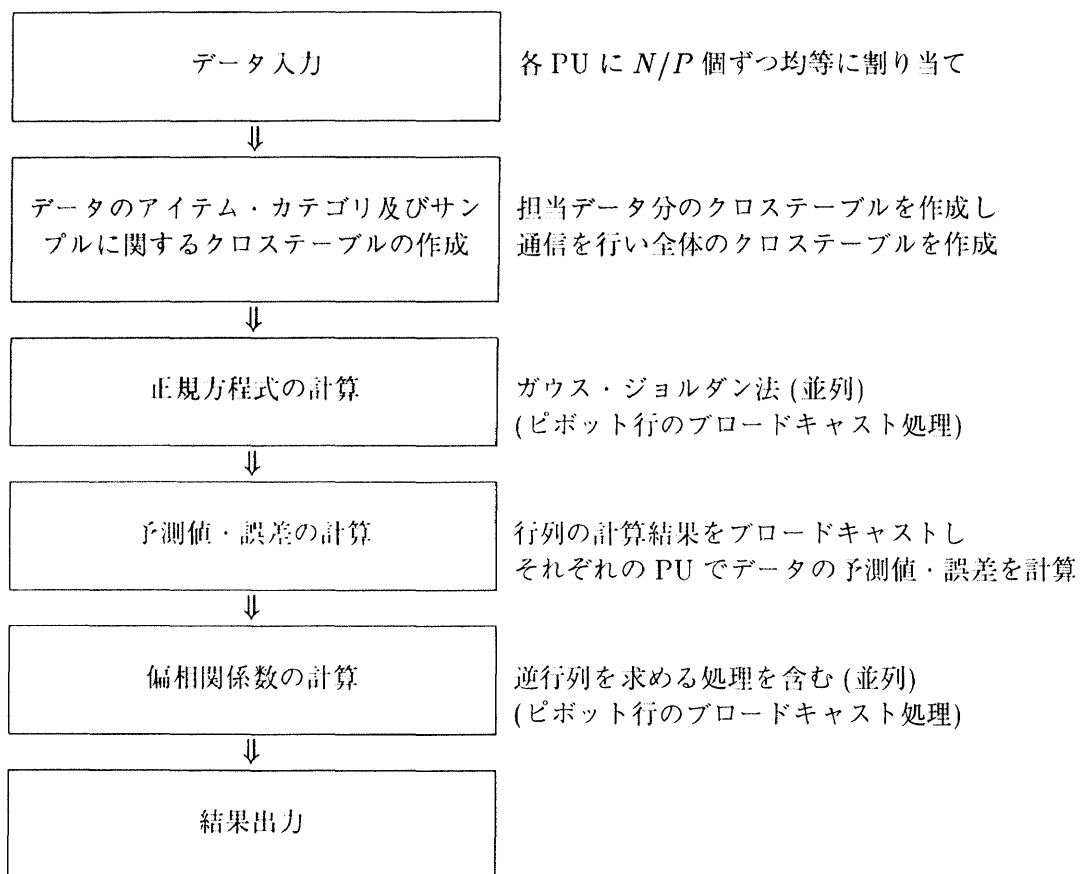 データ入力
各 PU に N/P 個ずつ均等に割り当て
⇓
データのアイテム・カテゴリ及びサン
プルに関するクロステーブルの作成
担当データ分のクロステーブルを作成し
通信を行い全体のクロステーブルを作成
⇓
正規方程式の計算
ガウス・ジョルダン法 (並列)
(ピボット行のブロードキャスト処理)
⇓
予測値・誤差の計算
行列の計算結果をブロードキャストし
それぞれの PU でデータの予測値・誤差を計算
⇓
偏相関係数の計算
逆行列を求める処理を含む (並列)
(ピボット行のブロードキャスト処理)
⇓
結果出力